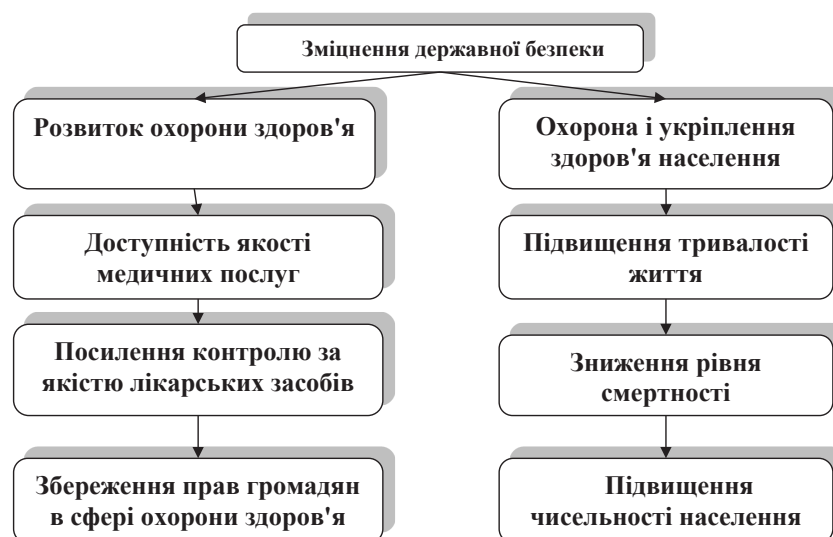 Зміцнення державної безпеки
Розвиток охорони здоров'я
Охорона і укріплення
здоров'я населення
Доступність якості
медичних послуг
Підвищення тривалості
життя
Посилення контролю за
якістю лікарських засобів
Зниження рівня
смертності
Збереження прав громадян
в сфері охорони здоров'я
Підвищення
чисельності населення